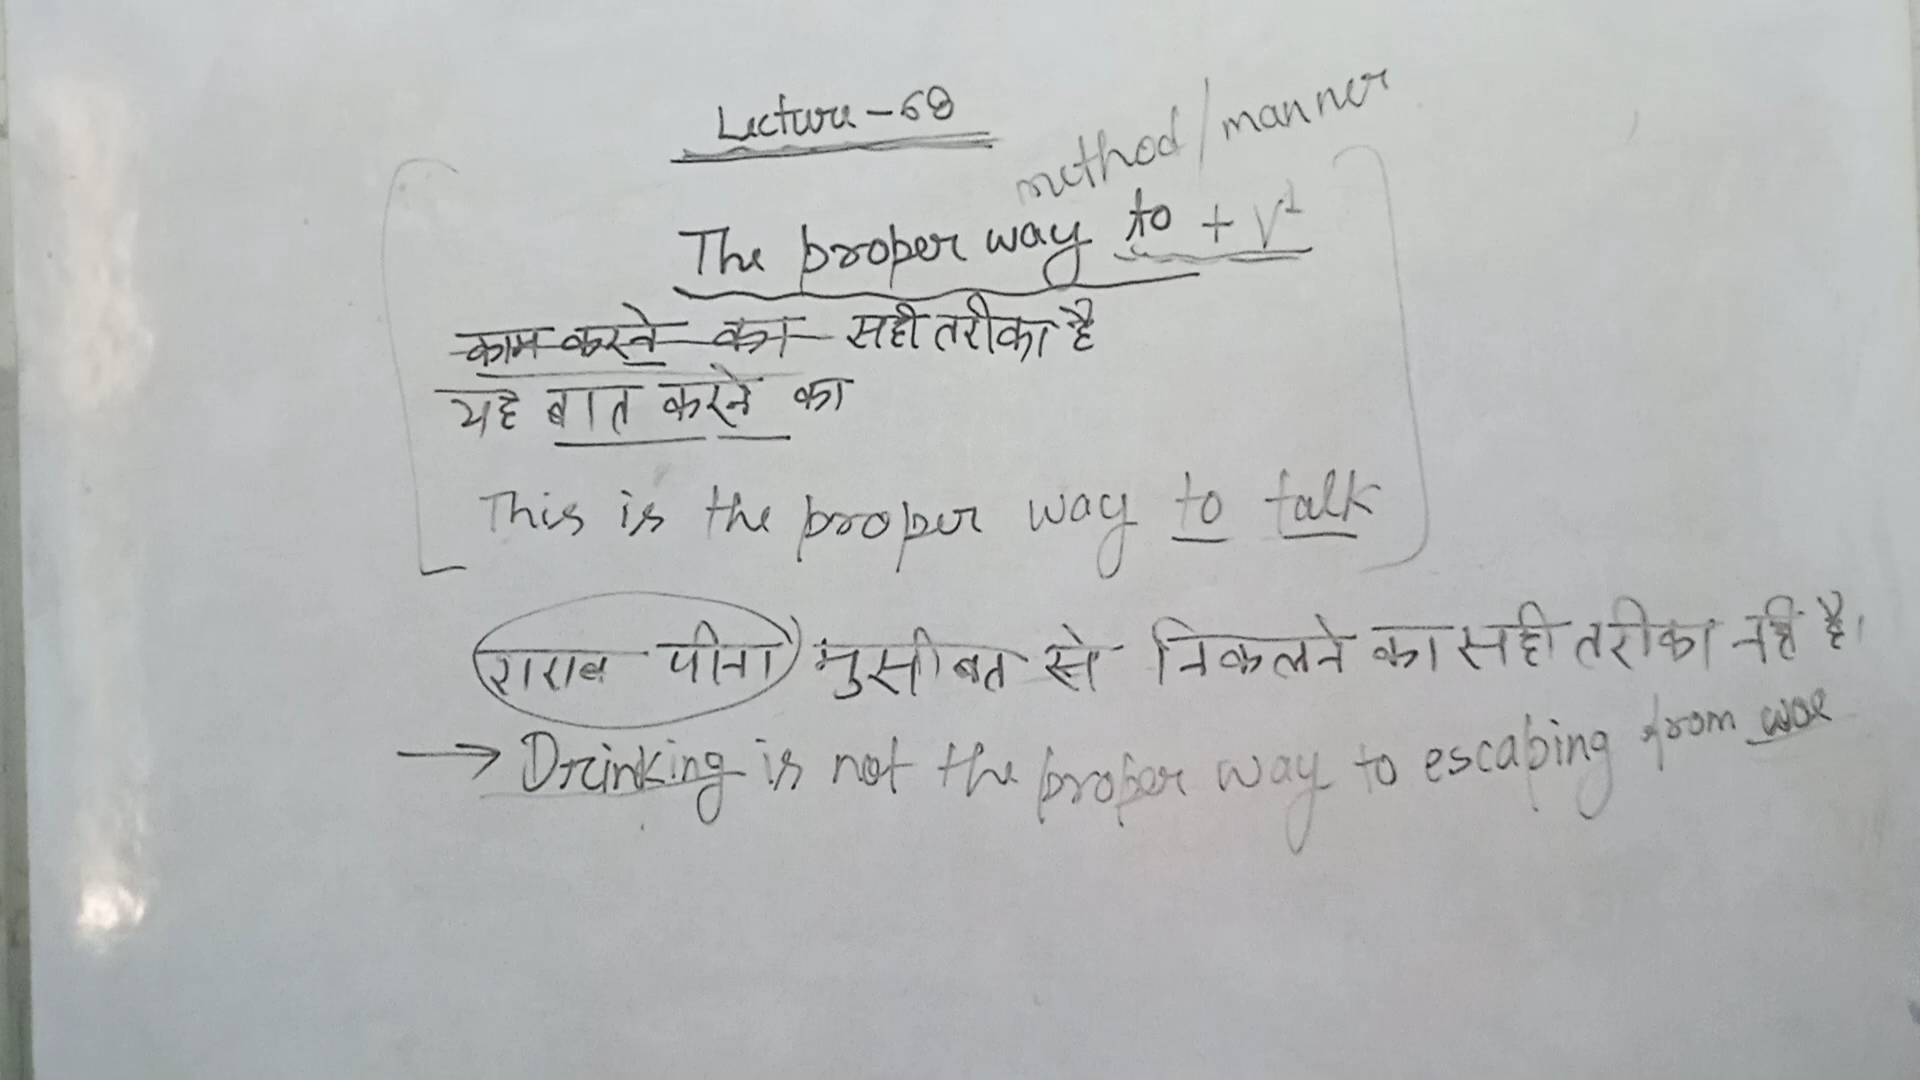 Lecture-68
method/manner
The proper way to + V¹
काम करने का सही तरीका है
यह बात करने का
This is the proper way to talk
शराब पीना मुसीबत से निकलने का सही तरीका नहीं है।
→ Drinking is not the proper way to escaping from woe